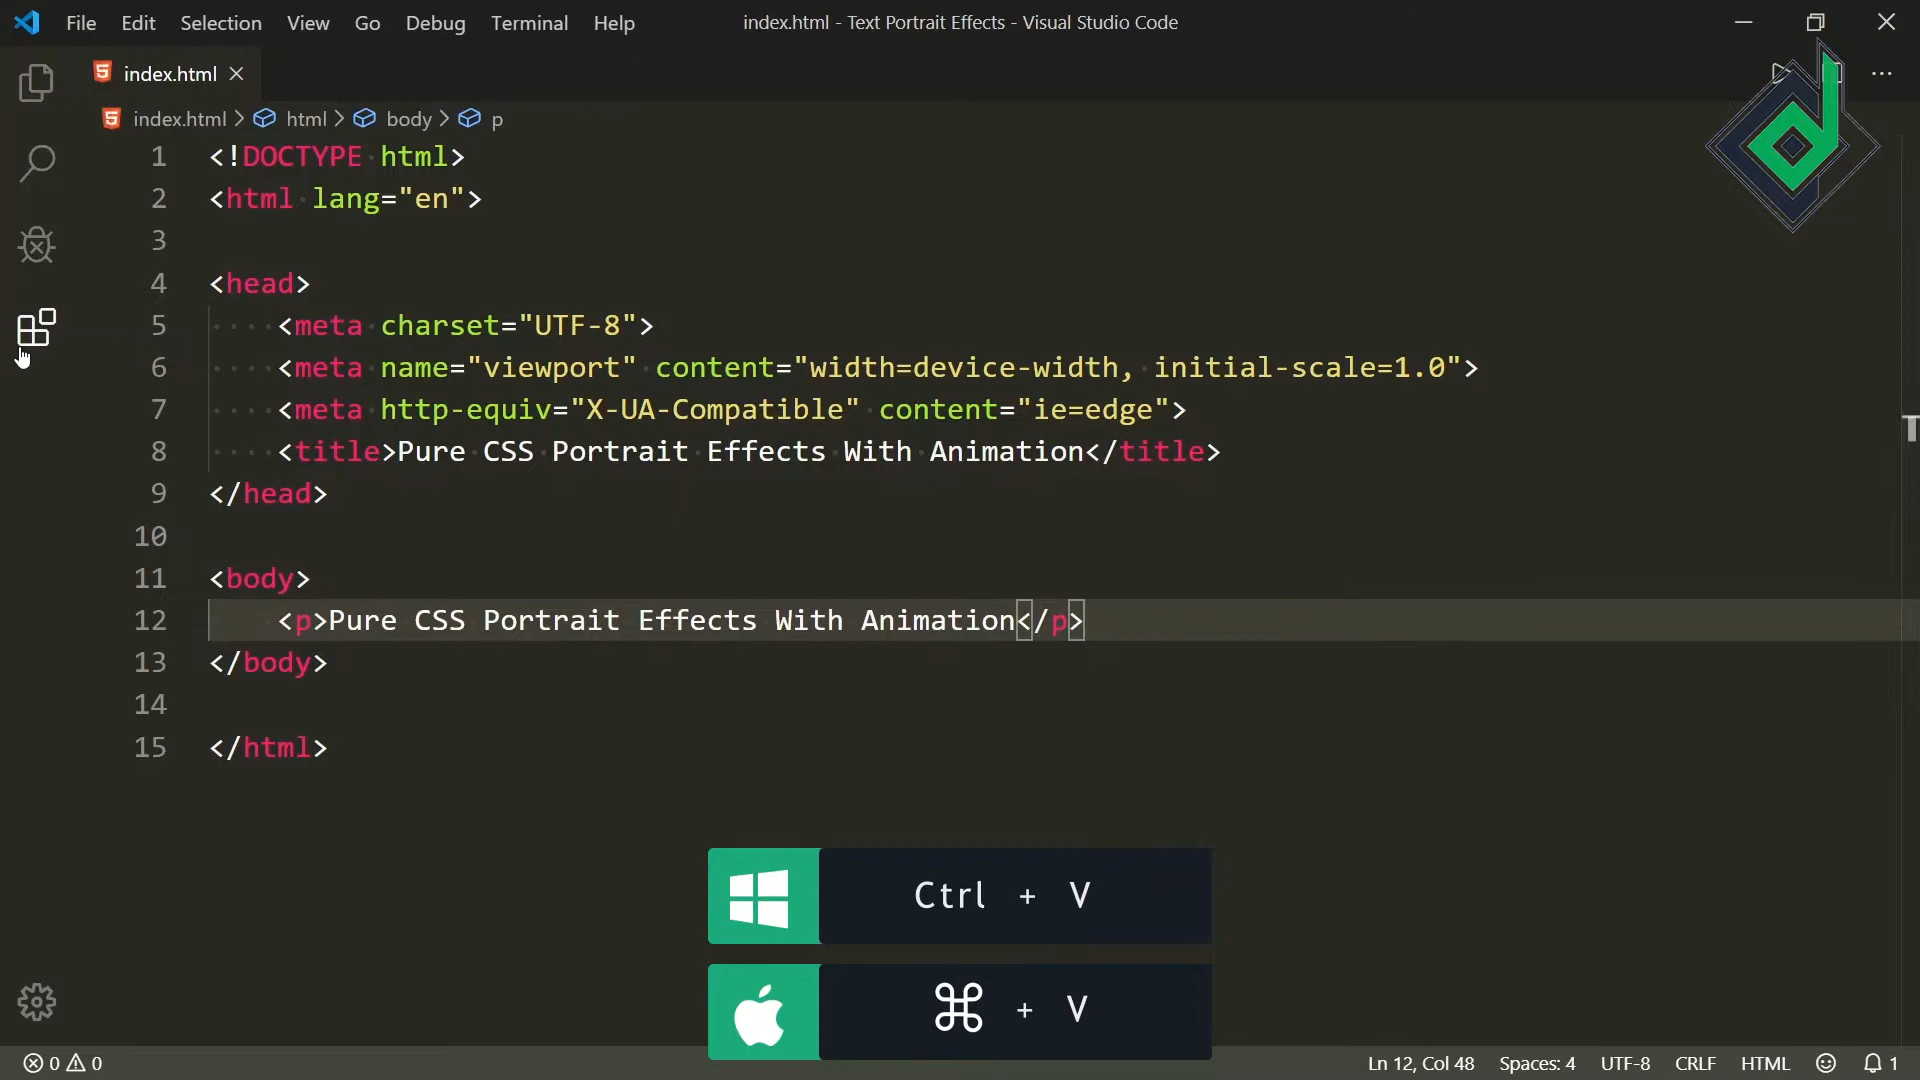 File Edit Selection View Go Debug Terminal Help index.html - Text Portrait Effects - Visual Studio Code
index.html
index.html > html > body > p
1 <!DOCTYPE html>
2 <html lang="en">
3
4 <head>
5 <meta charset="UTF-8">
6 <meta name="viewport" content="width=device-width, initial-scale=1.0">
7 <meta http-equiv="X-UA-Compatible" content="ie=edge">
8 <title>Pure CSS Portrait Effects With Animation</title>
9 </head>
10
11 <body>
12 <p>Pure CSS Portrait Effects With Animation</p>
13 </body>
14
15 </html>
Ctrl + V
⌘ + V
0 0 Ln 12, Col 48 Spaces: 4 UTF-8 CRLF HTML 1